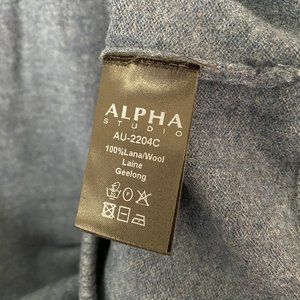 ALPHA
STUDIO
AU-2204C
100%Lana/Wool
Laine
Geelong